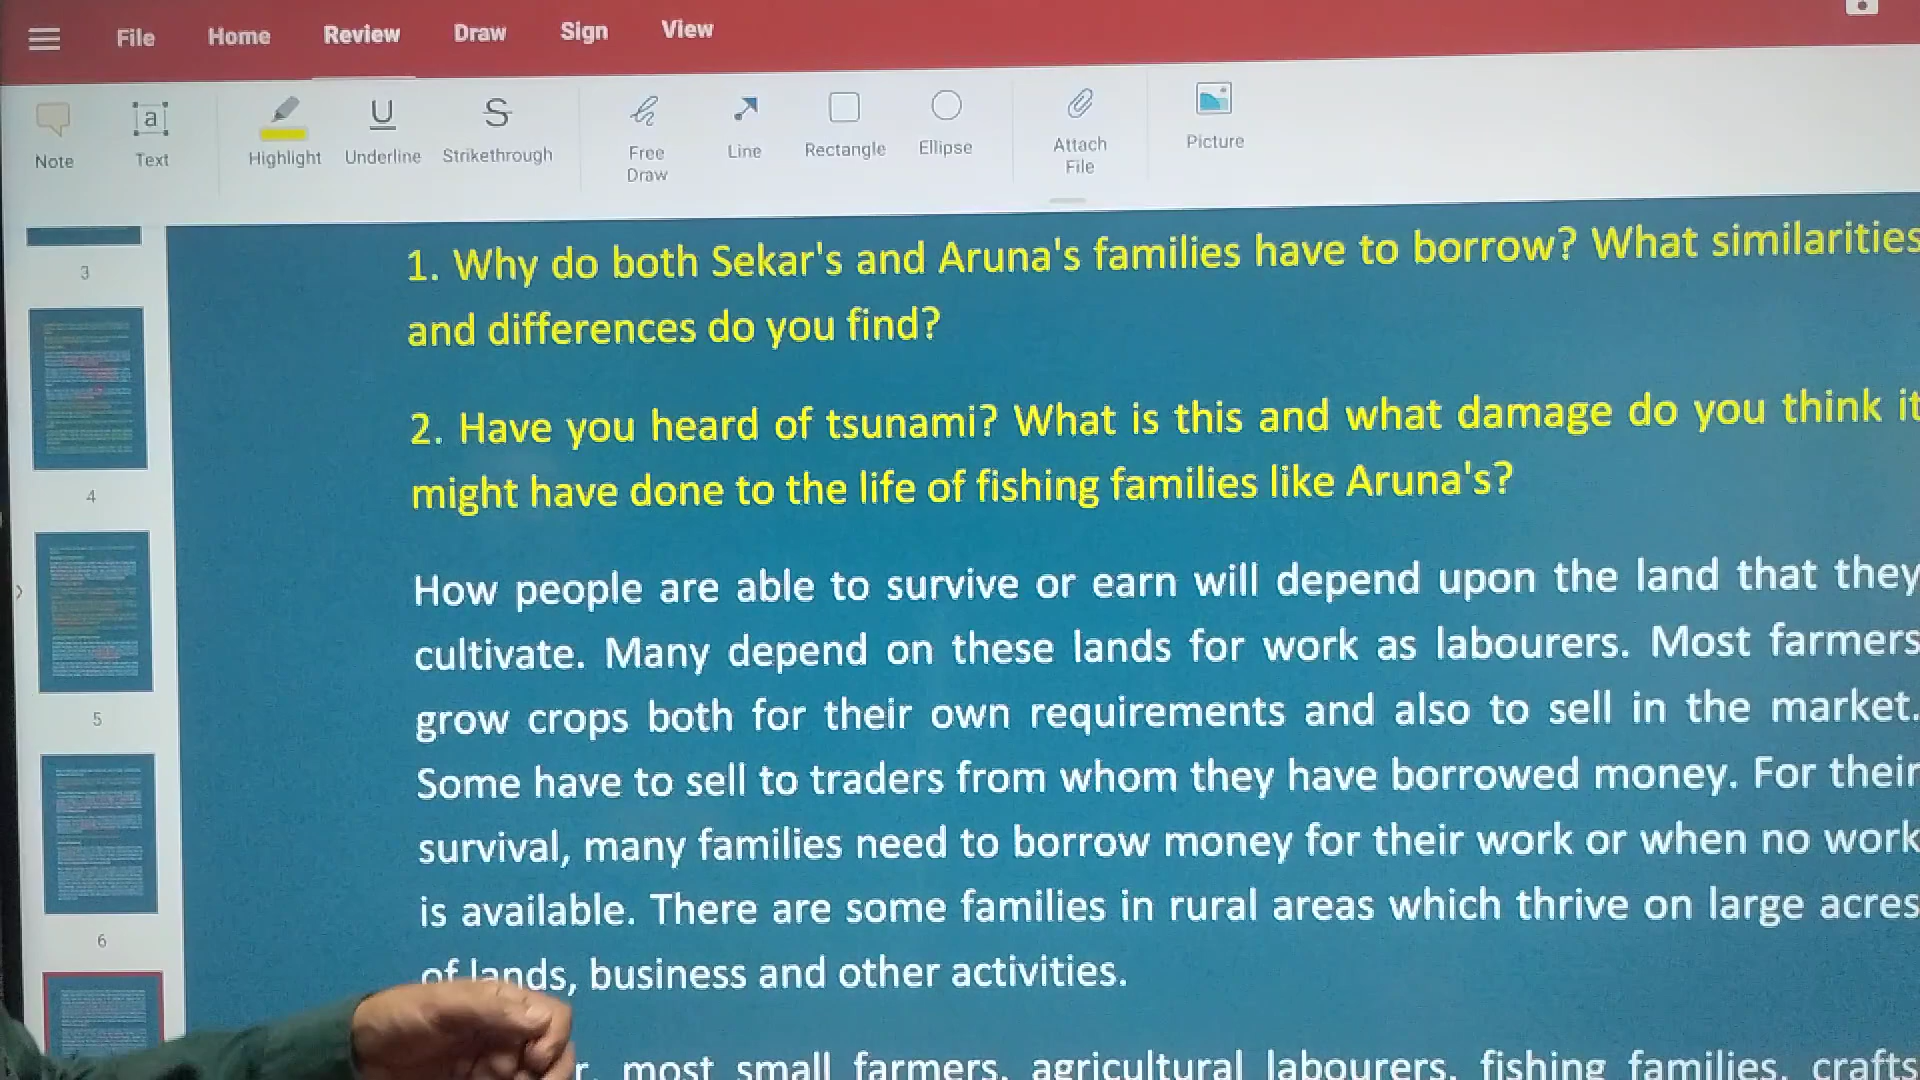 File Home Review Draw Sign View
Note Text Highlight Underline Strikethrough Free Draw Line Rectangle Ellipse Attach File Picture
1. Why do both Sekar's and Aruna's families have to borrow? What similarities
and differences do you find?
2. Have you heard of tsunami? What is this and what damage do you think it
might have done to the life of fishing families like Aruna's?
How people are able to survive or earn will depend upon the land that they
cultivate. Many depend on these lands for work as labourers. Most farmers
grow crops both for their own requirements and also to sell in the market.
Some have to sell to traders from whom they have borrowed money. For their
survival, many families need to borrow money for their work or when no work
is available. There are some families in rural areas which thrive on large acres
of lands, business and other activities.
most small farmers, agricultural labourers, fishing families, crafts
3
4
5
6